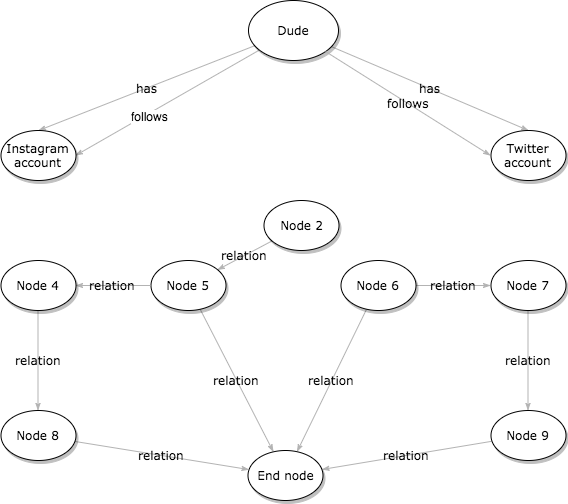 Dude
has
has
follows
follows
Instagram
account
Twitter
account
Node 2
relation
Node 4
relation
Node 5
Node 6
relation
Node 7
relation
relation
relation
relation
Node 8
Node 9
relation
relation
End node